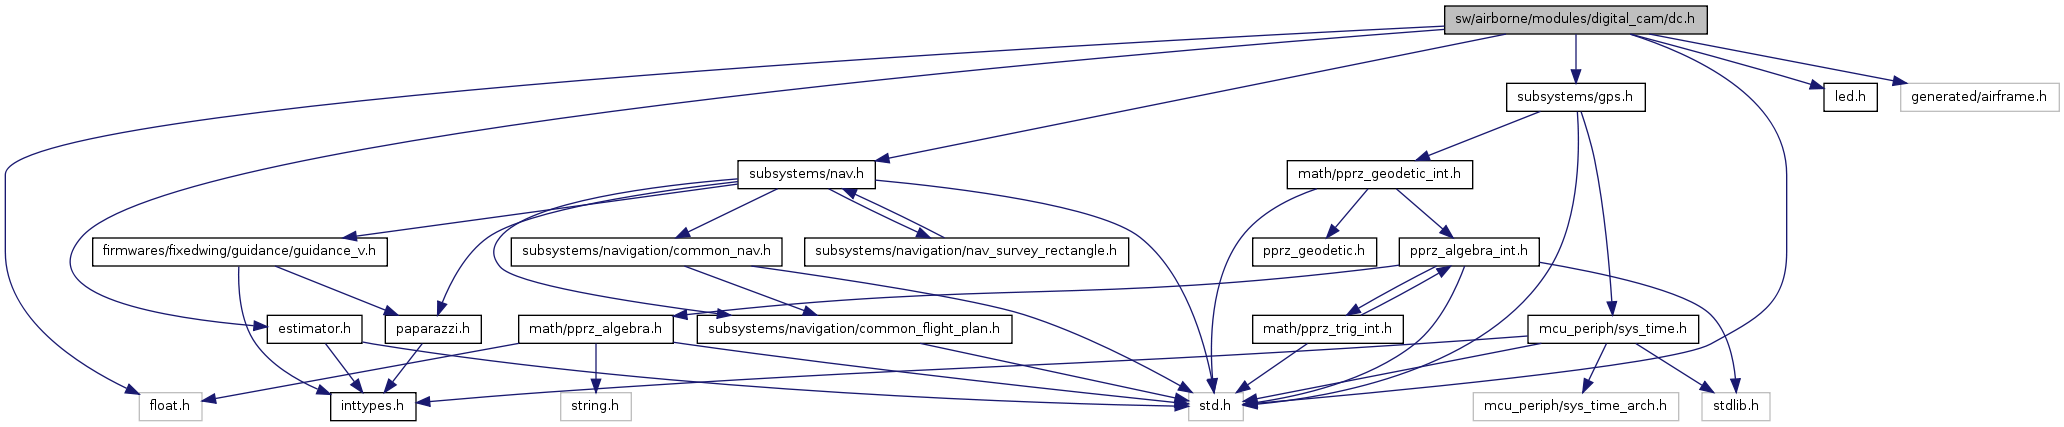 sw/airborne/modules/digital_cam/dc.h
subsystems/gps.h
led.h
generated/airframe.h
subsystems/nav.h
math/pprz_geodetic_int.h
firmwares/fixedwing/guidance/guidance_v.h
subsystems/navigation/common_nav.h
subsystems/navigation/nav_survey_rectangle.h
pprz_geodetic.h
pprz_algebra_int.h
estimator.h
paparazzi.h
math/pprz_algebra.h
subsystems/navigation/common_flight_plan.h
math/pprz_trig_int.h
mcu_periph/sys_time.h
float.h
inttypes.h
string.h
std.h
mcu_periph/sys_time_arch.h
stdlib.h